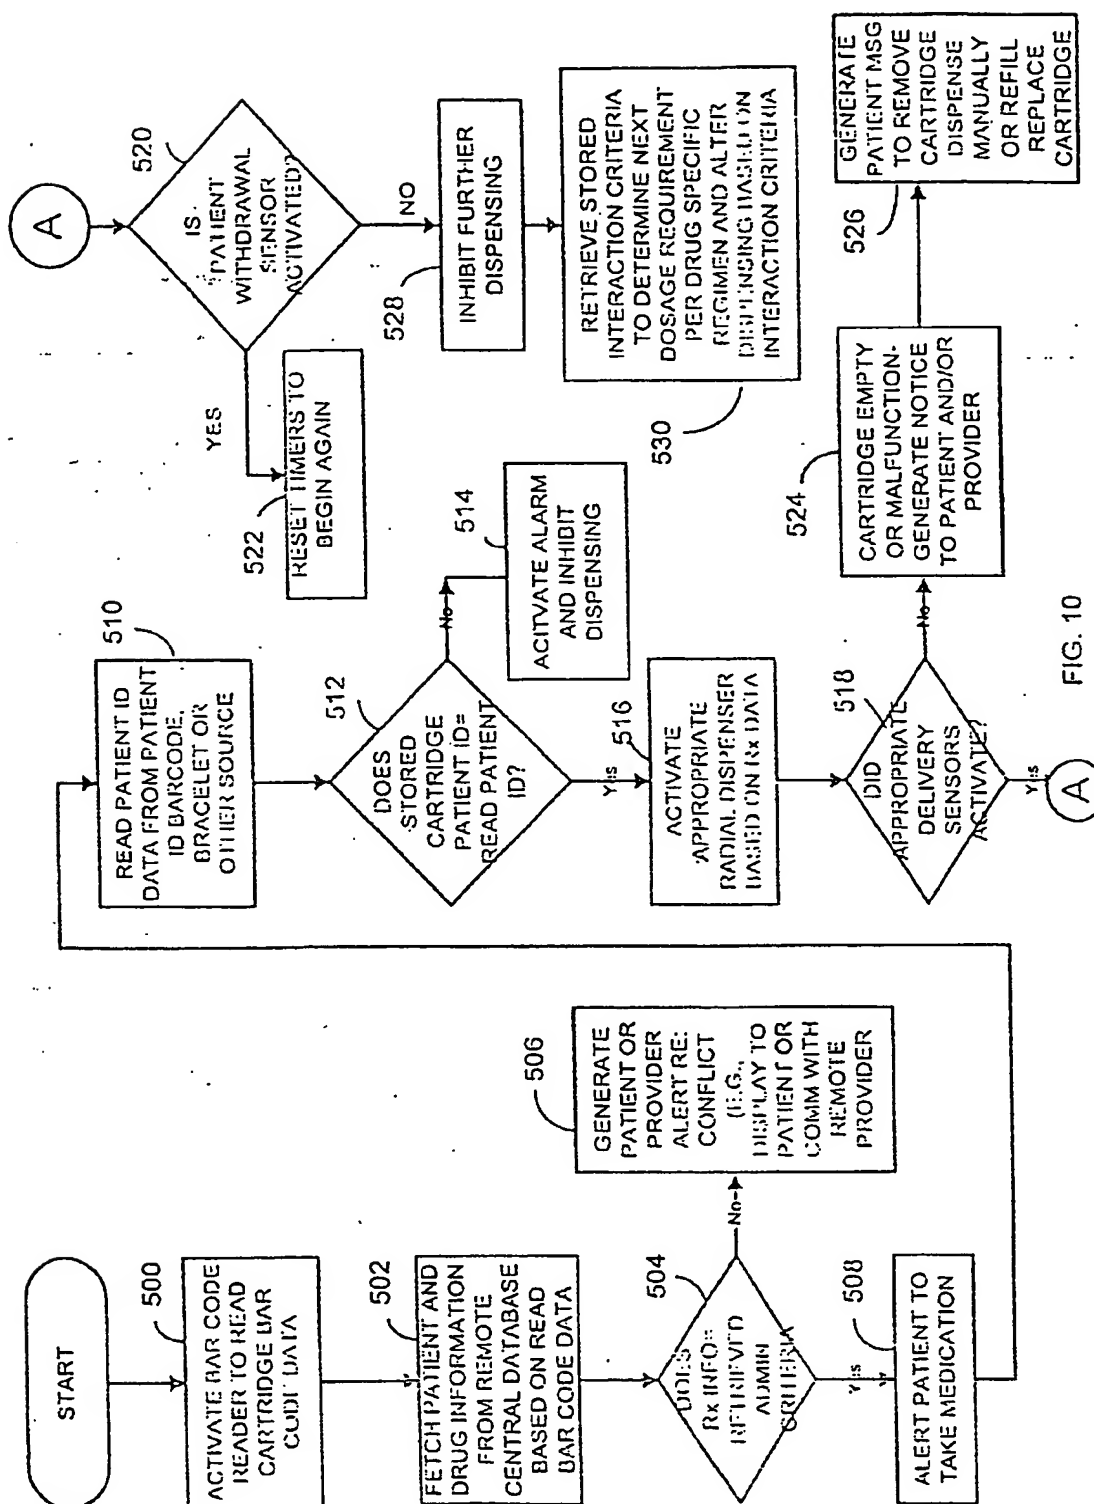 START
500
ACTIVATE BAR CODE
READER TO READ
CARTRIDGE BAR
CODE DATA
502
FETCH PATIENT AND
DRUG INFORMATION
FROM REMOTE
CENTRAL DATABASE
BASED ON READ
BAR CODE DATA
504
DOES
Rx INFO=
RETRIEVED
ADMIN
CRITERIA
No
506
GENERATE
PATIENT OR
PROVIDER
ALERT RE:
CONFLICT
(E.G.,
DISPLAY TO
PATIENT OR
COMM WITH
REMOTE
PROVIDER
Yes
508
ALERT PATIENT TO
TAKE MEDICATION
510
READ PATIENT ID
DATA FROM PATIENT
ID BARCODE,
BRACELET OR
OTHER SOURCE
512
DOES
STORED
CARTRIDGE
PATIENT ID=
READ PATIENT
ID?
No
514
ACITVATE ALARM
AND INHIBIT
DISPENSING
Yes
516
ACTIVATE
APPROPRIATE
RADIAL DISPENSER
BASED ON Rx DATA
518
DID
APPROPRIATE
DELIVERY
SENSORS
ACTIVATE?
No
524
CARTRIDGE EMPTY
OR MALFUNCTION-
GENERATE NOTICE
TO PATIENT AND/OR
PROVIDER
526
GENERATE
PATIENT MSG
TO REMOVE
CARTRIDGE
DISPENSE
MANUALLY
OR REFILL
REPLACE
CARTRIDGE
Yes
A
A
520
IS
PATIENT
WITHDRAWAL
SENSOR
ACTIVATED?
YES
522
RESET TIMERS TO
BEGIN AGAIN
NO
528
INHIBIT FURTHER
DISPENSING
530
RETRIEVE STORED
INTERACTION CRITERIA
TO DETERMINE NEXT
DOSAGE REQUIREMENT
PER DRUG SPECIFIC
REGIMEN AND ALTER
DISPENSING BASED ON
INTERACTION CRITERIA
FIG. 10